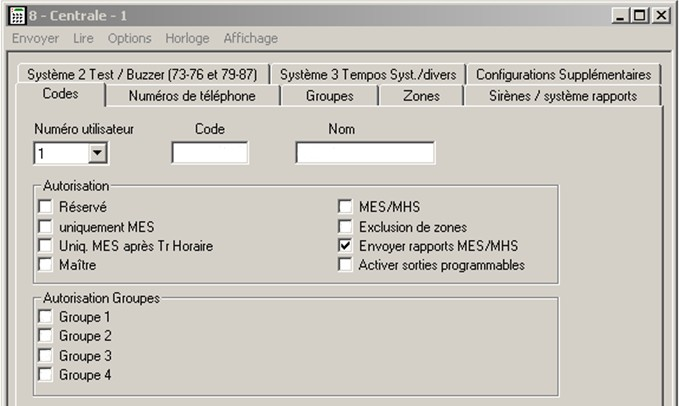 8 - Centrale - 1
Envoyer Lire Options Horloge Affichage
Système 2 Test / Buzzer (73-76 et 79-87) Système 3 Tempos Syst./divers Configurations Supplémentaires
Codes Numéros de téléphone Groupes Zones Sirènes / système rapports
Numéro utilisateur Code Nom
1
Autorisation
Réservé MES/MHS
uniquement MES Exclusion de zones
Uniq. MES après Tr Horaire Envoyer rapports MES/MHS
Maître Activer sorties programmables
Autorisation Groupes
Groupe 1
Groupe 2
Groupe 3
Groupe 4